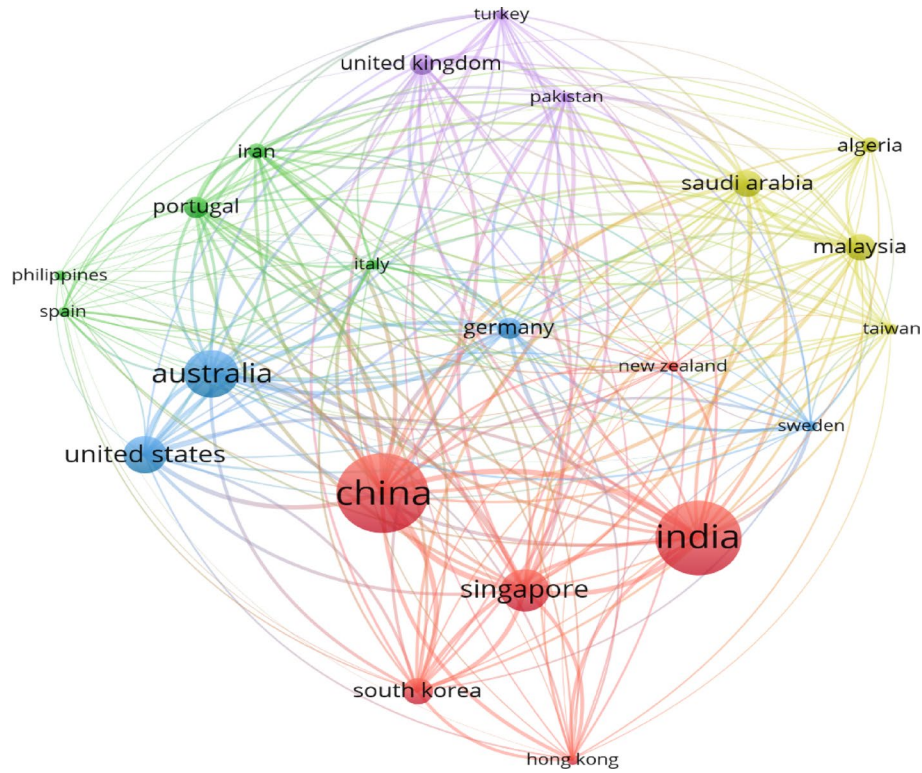 turkey
united kingdom
pakistan
iran
algeria
saudi arabia
portugal
malaysia
italy
philippines
spain
germany
taiwan
new zealand
australia
sweden
united states
china
india
singapore
south korea
hong kong